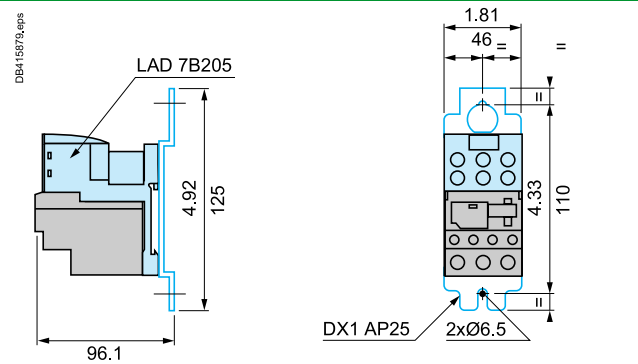 DB415879.eps
LAD 7B205
4.92
125
96.1
1.81
46
=
=
=
4.33
110
=
DX1 AP25
2xØ6.5